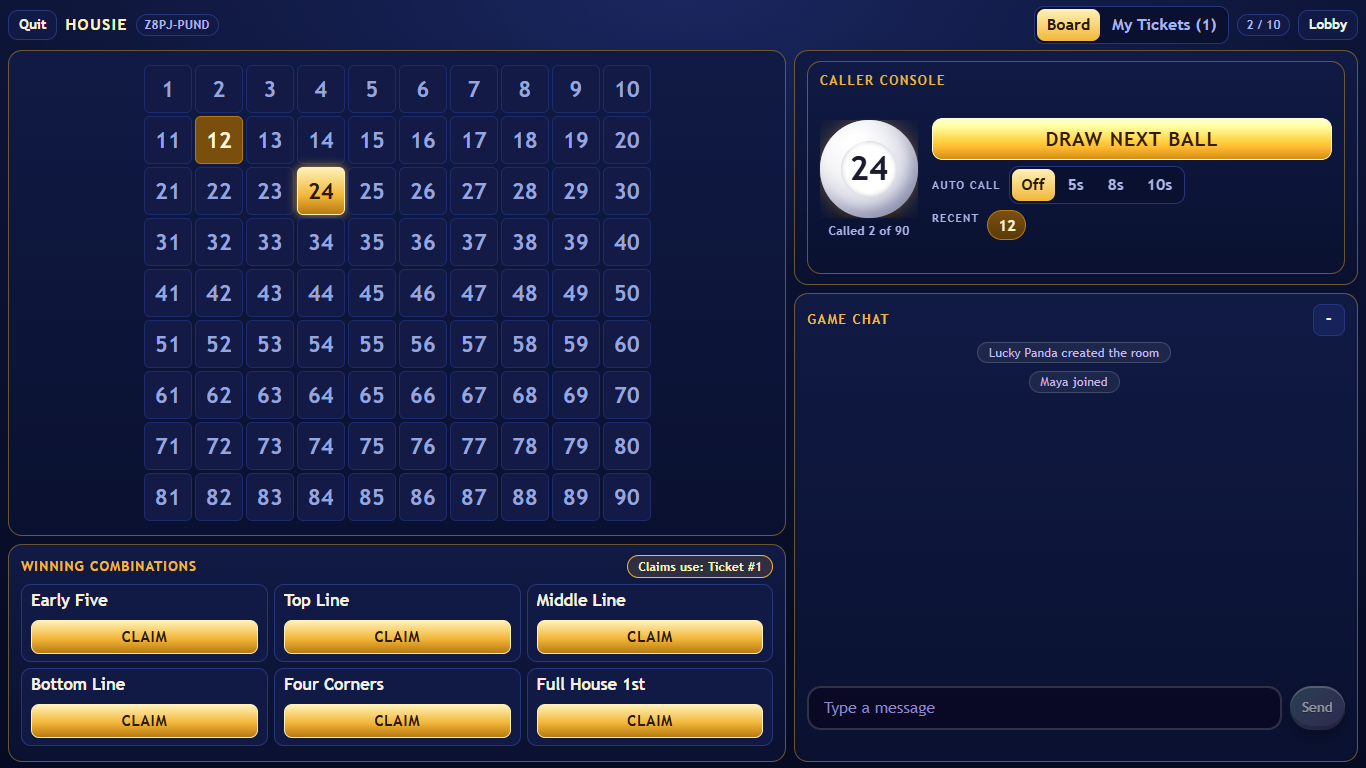 Quit HOUSIE Z8PJ-PUND Board My Tickets (1) 2 / 10 Lobby
1 2 3 4 5 6 7 8 9 10
11 12 13 14 15 16 17 18 19 20
21 22 23 24 25 26 27 28 29 30
31 32 33 34 35 36 37 38 39 40
41 42 43 44 45 46 47 48 49 50
51 52 53 54 55 56 57 58 59 60
61 62 63 64 65 66 67 68 69 70
71 72 73 74 75 76 77 78 79 80
81 82 83 84 85 86 87 88 89 90
WINNING COMBINATIONS Claims use: Ticket #1
Early Five Top Line Middle Line
CLAIM CLAIM CLAIM
Bottom Line Four Corners Full House 1st
CLAIM CLAIM CLAIM
CALLER CONSOLE
24
Called 2 of 90
DRAW NEXT BALL
AUTO CALL Off 5s 8s 10s
RECENT 12
GAME CHAT -
Lucky Panda created the room
Maya joined
Type a message Send